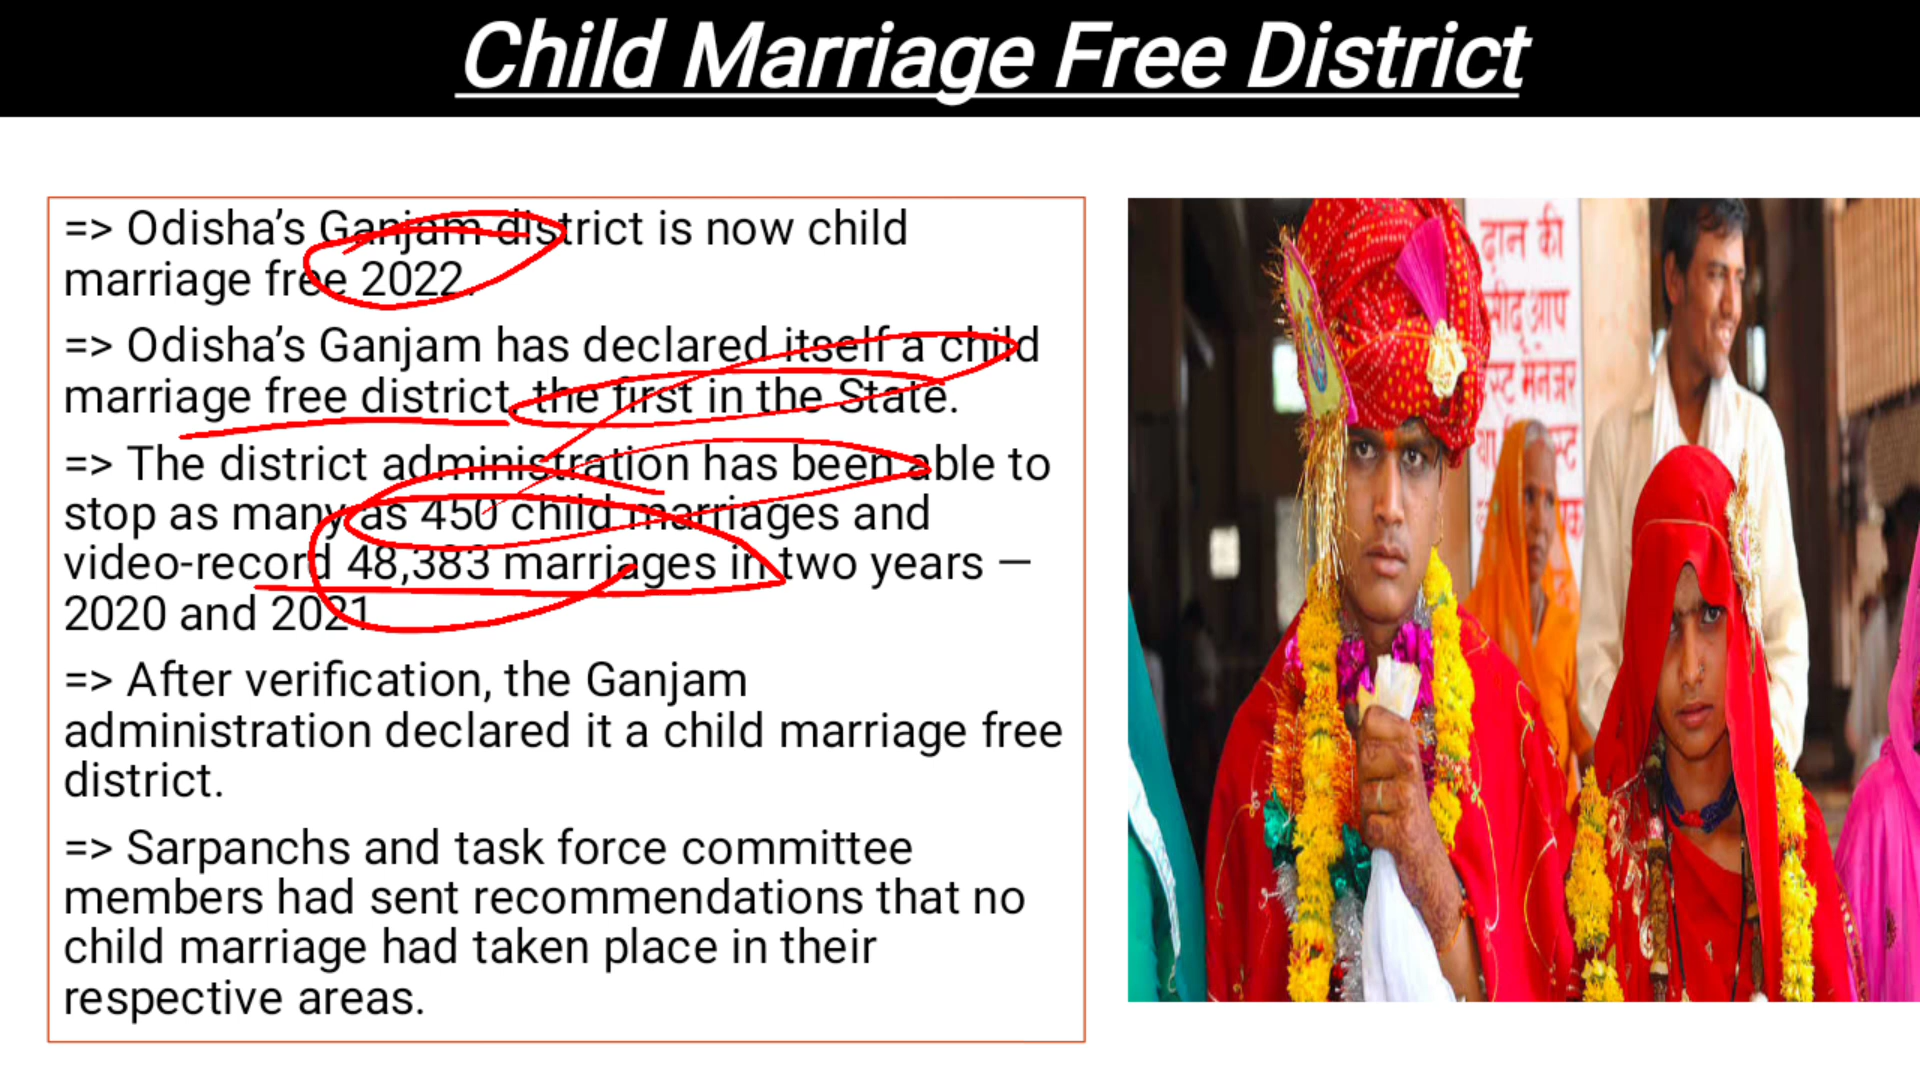 Child Marriage Free District
=> Odisha’s Ganjam district is now child
marriage free 2022.
=> Odisha’s Ganjam has declared itself a child
marriage free district, the first in the State.
=> The district administration has been able to
stop as many as 450 child marriages and
video-record 48,383 marriages in two years —
2020 and 2021.
=> After verification, the Ganjam
administration declared it a child marriage free
district.
=> Sarpanchs and task force committee
members had sent recommendations that no
child marriage had taken place in their
respective areas.
दान की
आप